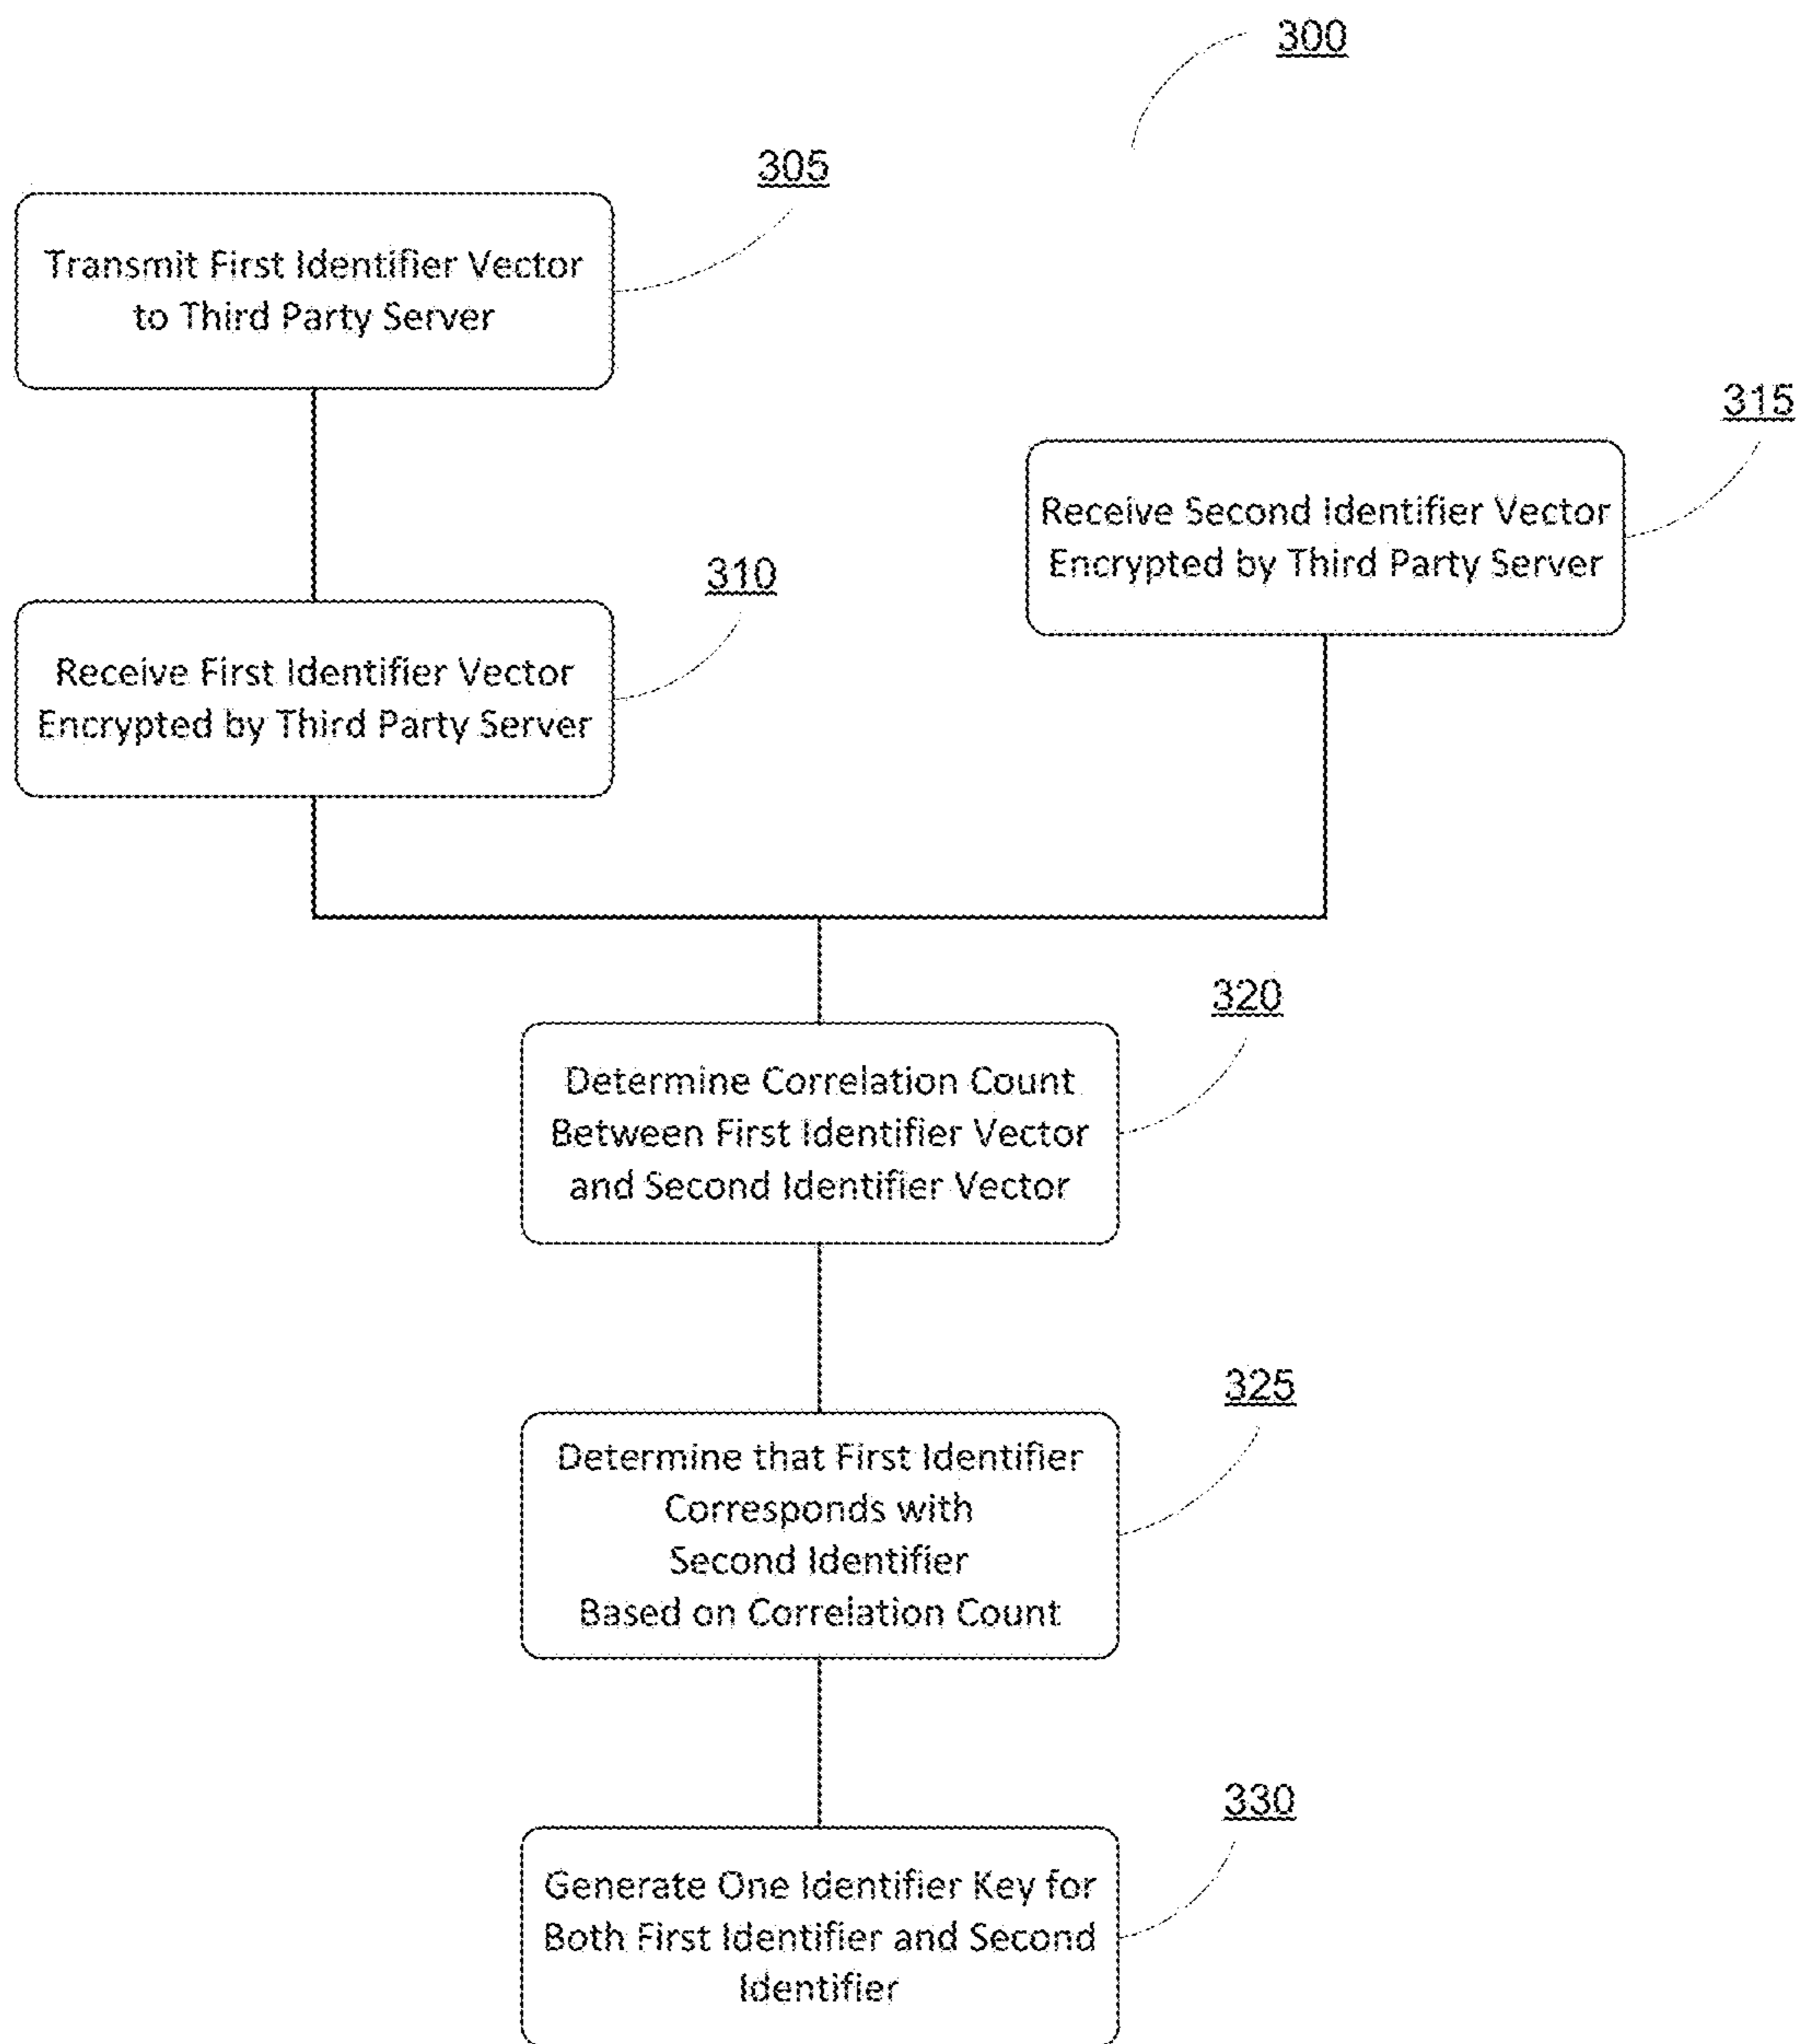 300
305
Transmit First Identifier Vector
to Third Party Server
315
Receive Second Identifier Vector
Encrypted by Third Party Server
310
Receive First Identifier Vector
Encrypted by Third Party Server
320
Determine Correlation Count
Between First Identifier Vector
and Second Identifier Vector
325
Determine that First Identifier
Corresponds with
Second Identifier
Based on Correlation Count
330
Generate One Identifier Key for
Both First Identifier and Second
Identifier